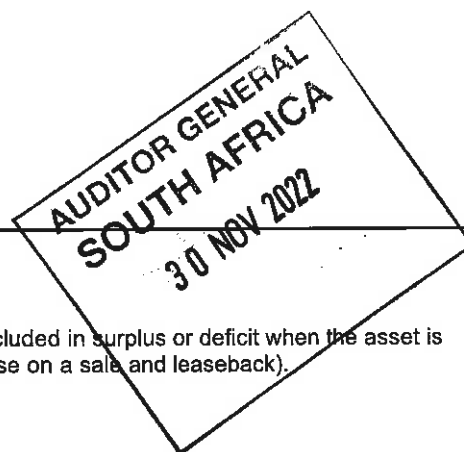 AUDITOR GENERAL
SOUTH AFRICA
30 NOV 2022
cluded in surplus or deficit when the asset is
se on a sale and leaseback).